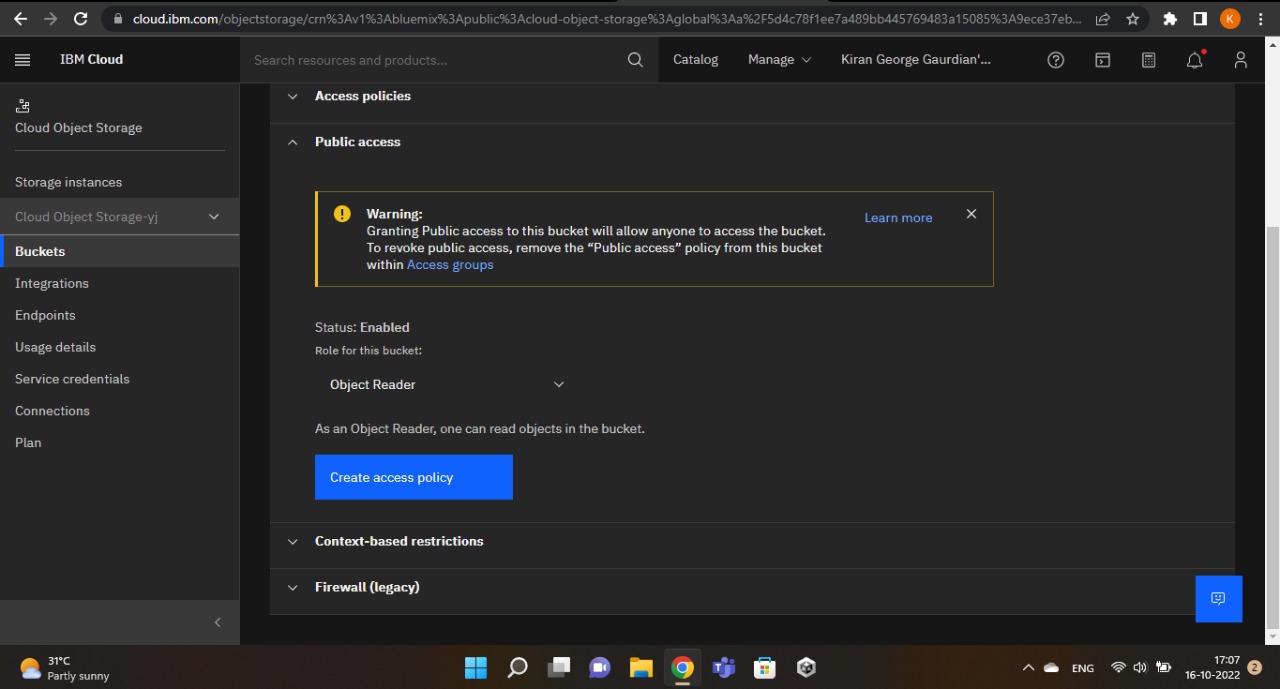 cloud.ibm.com/objectstorage/crn%3Av1%3Abluemix%3Apublic%3Acloud-object-storage%3Aglobal%3Aa%2F5d4c78f1ee7a489bb445769483a15085%3A9ece37eb...
K
IBM Cloud
Search resources and products...
Catalog
Manage
Kiran George Gaurdian'...
Cloud Object Storage
Storage instances
Cloud Object Storage-yj
Buckets
Integrations
Endpoints
Usage details
Service credentials
Connections
Plan
Access policies
Public access
Warning:
Granting Public access to this bucket will allow anyone to access the bucket.
To revoke public access, remove the “Public access” policy from this bucket
within Access groups
Learn more
Status: Enabled
Role for this bucket:
Object Reader
As an Object Reader, one can read objects in the bucket.
Create access policy
Context-based restrictions
Firewall (legacy)
31°C
Partly sunny
ENG
17:07
16-10-2022
2